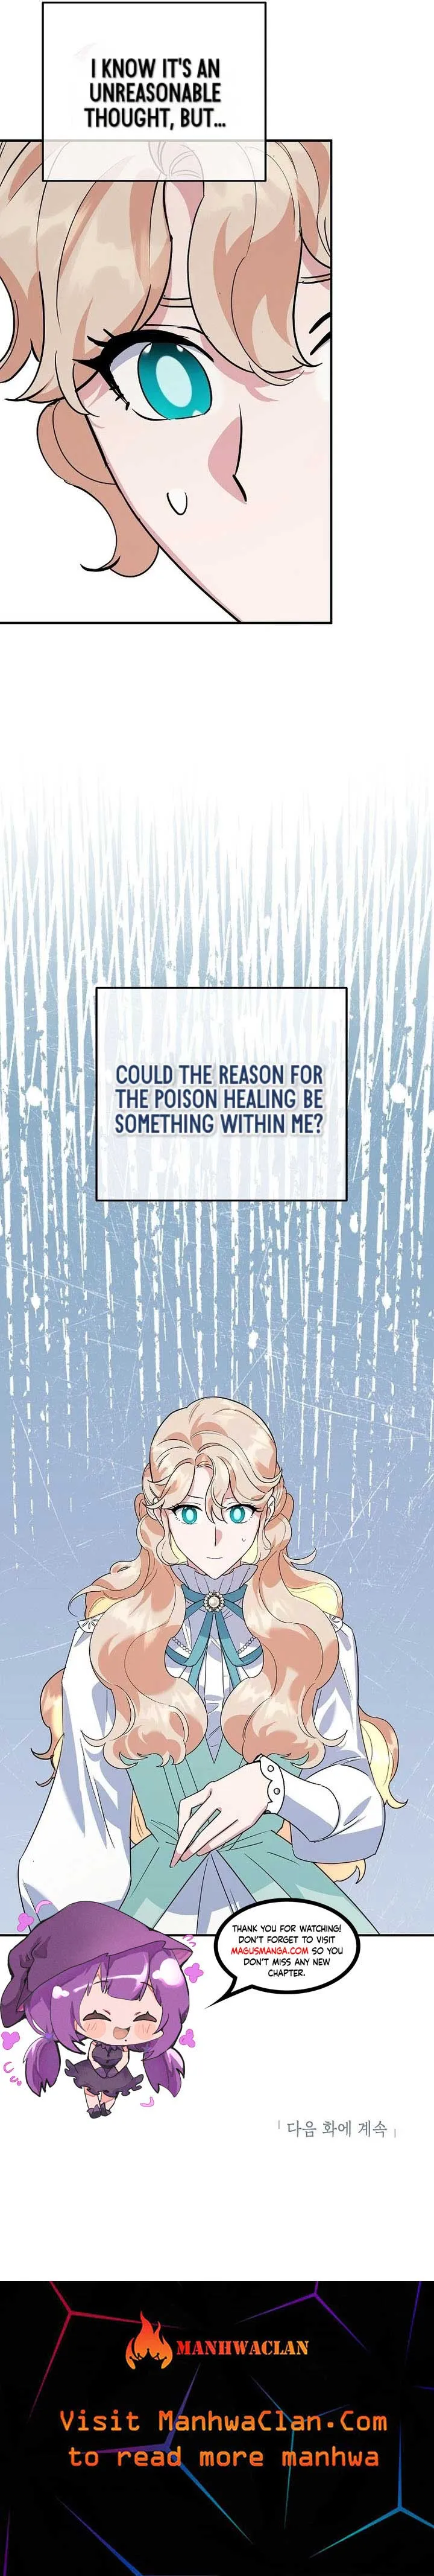 I KNOW IT'S AN
UNREASONABLE
THOUGHT, BUT...
COULD THE REASON FOR
THE POISON HEALING BE
SOMETHING WITHIN ME?
THANK YOU FOR WATCHING!
DON'T FORGET TO VISIT
MAGUSMANGA.COM SO YOU
DON'T MISS ANY NEW
CHAPTER.
「다음 화에 계속」
MANHWACLAN
Visit ManhwaClan.Com
to read more manhwa